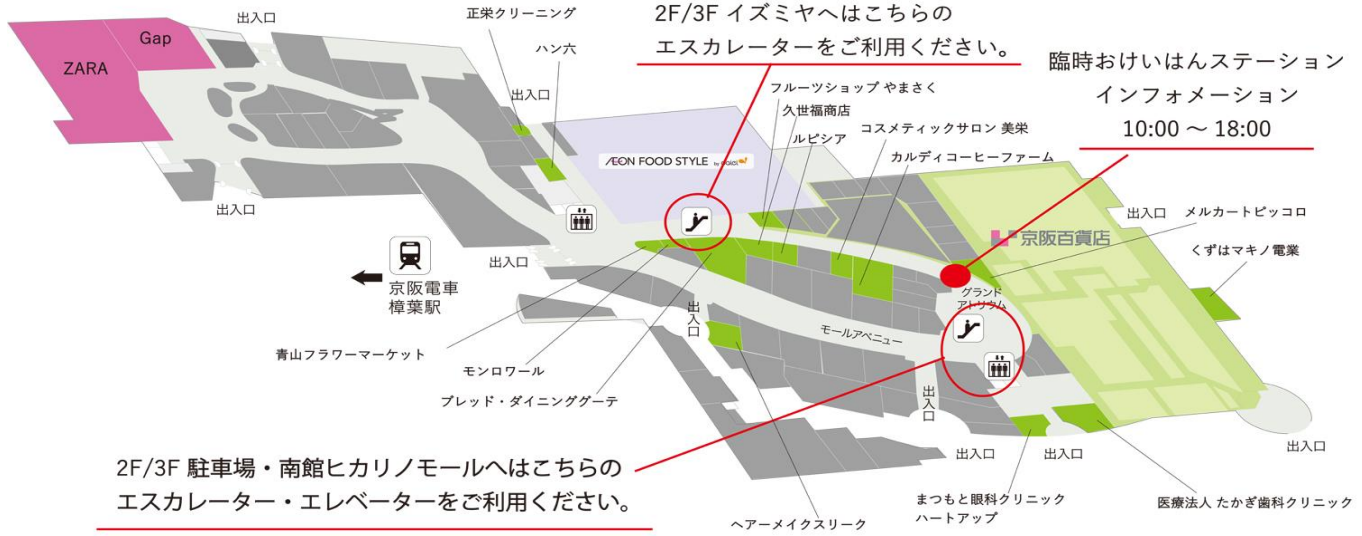 2F/3F イズミヤへはこちらの
エスカレーターをご利用ください。
臨時おけいはんステーション
インフォメーション
10:00 ～ 18:00
出入口
正栄クリーニング
ハン六
Gap
ZARA
出入口
フルーツショップ やまさく
久世福商店
ルピシア
コスメティックサロン 美栄
カルディコーヒーファーム
ÆON FOOD STYLE by daiei
出入口
出入口
メルカートピッコロ
京阪百貨店
くずはマキノ電業
出入口
京阪電車
樟葉駅
グランド
アトリウム
出入口
モールアベニュー
青山フラワーマーケット
モンロワール
ブレッド・ダイニンググーテ
出入口
出入口
出入口
出入口
2F/3F 駐車場・南館ヒカリノモールへはこちらの
エスカレーター・エレベーターをご利用ください。
ヘアーメイクスリーク
まつもと眼科クリニック
ハートアップ
医療法人 たかぎ歯科クリニック